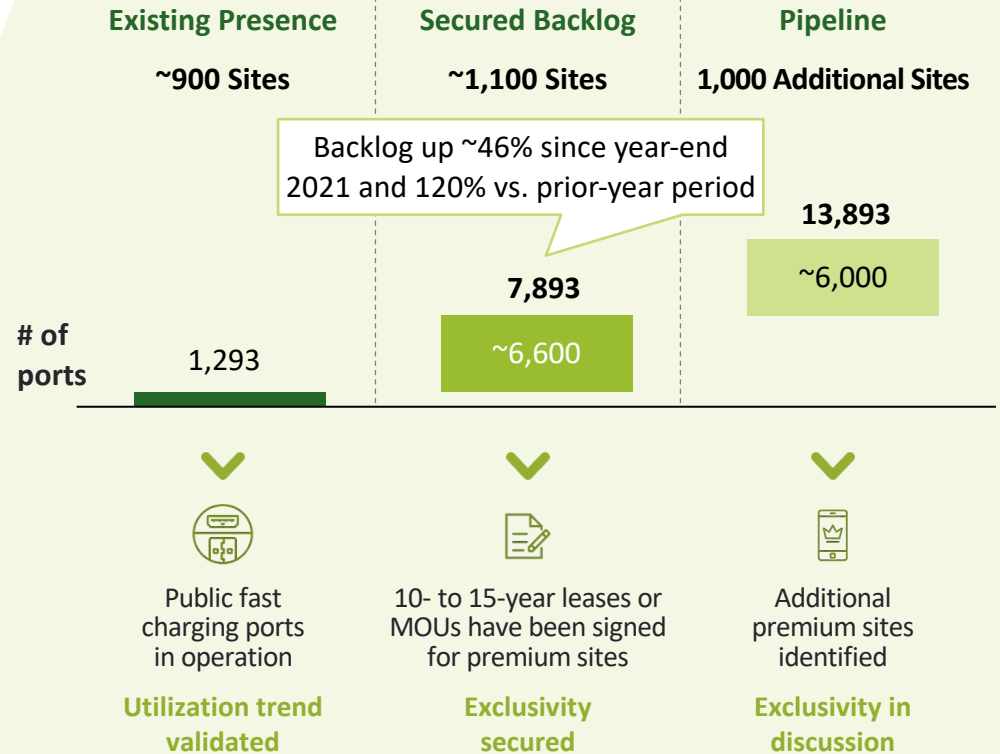 Existing Presence
~900 Sites
Secured Backlog
~1,100 Sites
Pipeline
1,000 Additional Sites
Backlog up ~46% since year-end
2021 and 120% vs. prior-year period
# of
ports
1,293
7,893
~6,600
13,893
~6,000
Public fast
charging ports
in operation
Utilization trend
validated
10- to 15-year leases or
MOUs have been signed
for premium sites
Exclusivity
secured
Additional
premium sites
identified
Exclusivity in
discussion